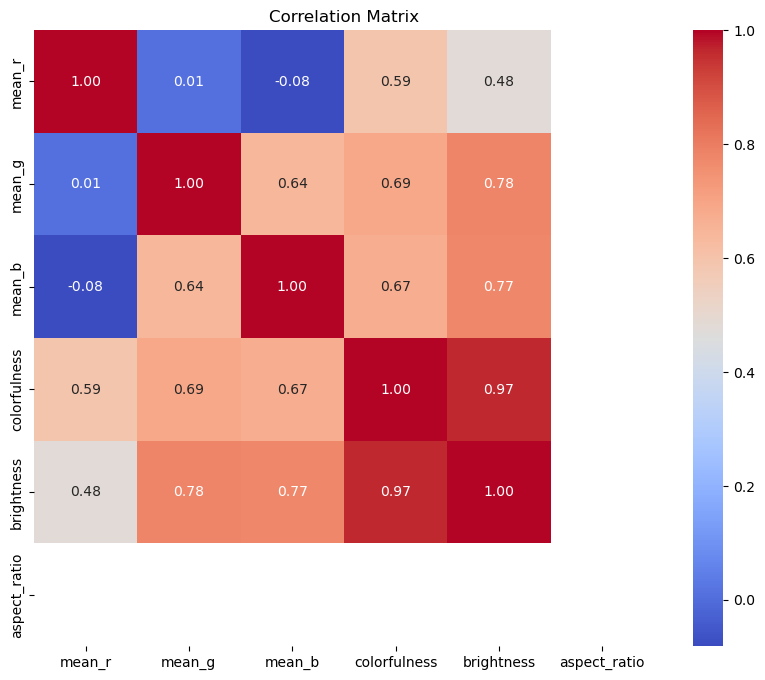 Correlation Matrix
mean_r 1.00 0.01 -0.08 0.59 0.48
mean_g 0.01 1.00 0.64 0.69 0.78
mean_b -0.08 0.64 1.00 0.67 0.77
colorfulness 0.59 0.69 0.67 1.00 0.97
brightness 0.48 0.78 0.77 0.97 1.00
aspect_ratio
mean_r mean_g mean_b colorfulness brightness aspect_ratio
1.0
0.8
0.6
0.4
0.2
0.0